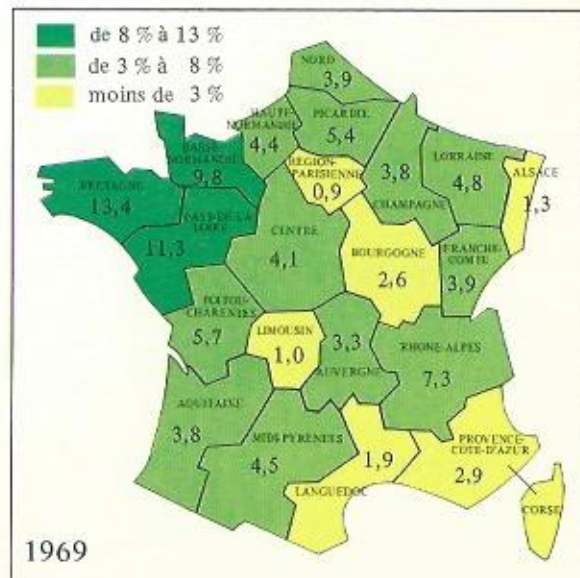 de 8 % à 13 %
de 3 % à 8 %
moins de 3 %
NORD
3,9
HAUTE-
NORMANDIE
4,4
PICARDIE
5,4
BASSE-
NORMANDIE
9,8
REGION-
PARISIENNE
0,9
3,8
CHAMPAGNE
LORRAINE
4,8
ALSACE
1,3
BRETAGNE
13,4
PAYS-DE-LA
LOIRE
11,3
CENTRE
4,1
BOURGOGNE
2,6
FRANCHE-
COMTE
3,9
POITOU-
CHARENTES
5,7
LIMOUSIN
1,0
3,3
AUVERGNE
RHONE-ALPES
7,3
AQUITAINE
3,8
MIDI-PYRÉNÉES
4,5
1,9
LANGUEDOC
PROVENCE-
COTE-D'AZUR
2,9
CORSE
1969